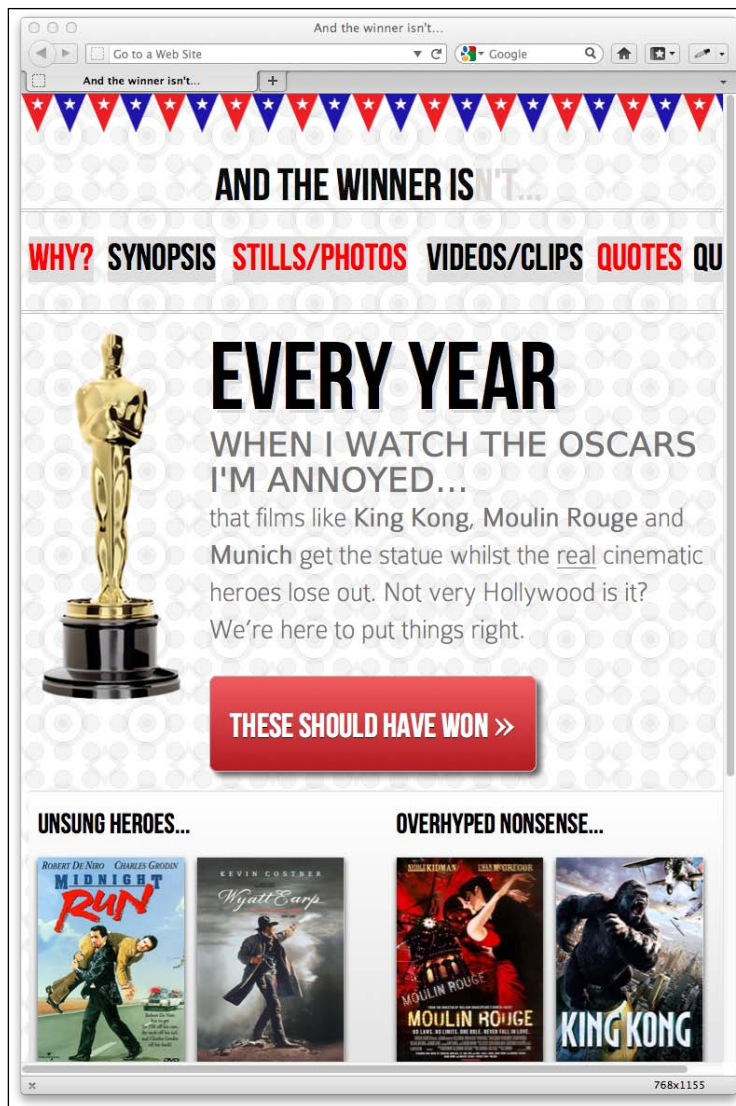 And the winner isn't...
Go to a Web Site
Google
And the winner isn't...
AND THE WINNER ISN'T...
WHY? SYNOPSIS STILLS/PHOTOS VIDEOS/CLIPS QUOTES QU
EVERY YEAR
WHEN I WATCH THE OSCARS
I'M ANNOYED...
that films like King Kong, Moulin Rouge and
Munich get the statue whilst the real cinematic
heroes lose out. Not very Hollywood is it?
We're here to put things right.
THESE SHOULD HAVE WON »
UNSUNG HEROES... OVERHYPED NONSENSE...
ROBERT DE NIRO CHARLES GRODIN
MIDNIGHT
RUN
KEVIN COSTNER
Wyatt Earp
NICOLE KIDMAN EWAN McGREGOR
MOULIN ROUGE
MOULIN ROUGE
NO LAWS. NO LIMITS. ONE RULE. NEVER FALL IN LOVE.
KING KONG
768x1155